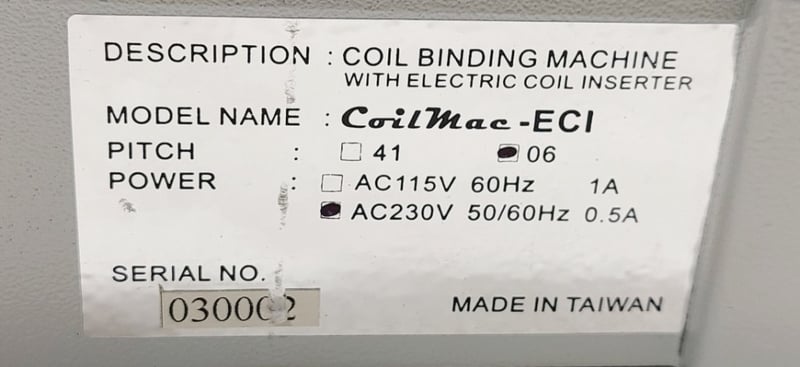 DESCRIPTION : COIL BINDING MACHINE
WITH ELECTRIC COIL INSERTER
MODEL NAME : CoilMac-ECI
PITCH : 41 06
POWER : AC115V 60Hz 1A
AC230V 50/60Hz 0.5A
SERIAL NO.
030002
MADE IN TAIWAN